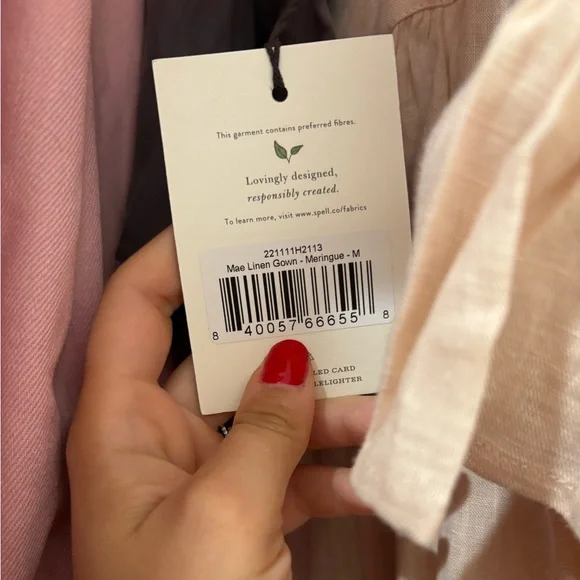 This garment contains preferred fibres.
Lovingly designed,
responsibly created.
To learn more, visit www.spell.co/fabrics
221111H2113
Mae Linen Gown - Meringue - M
8 40057 66655 8
CARD